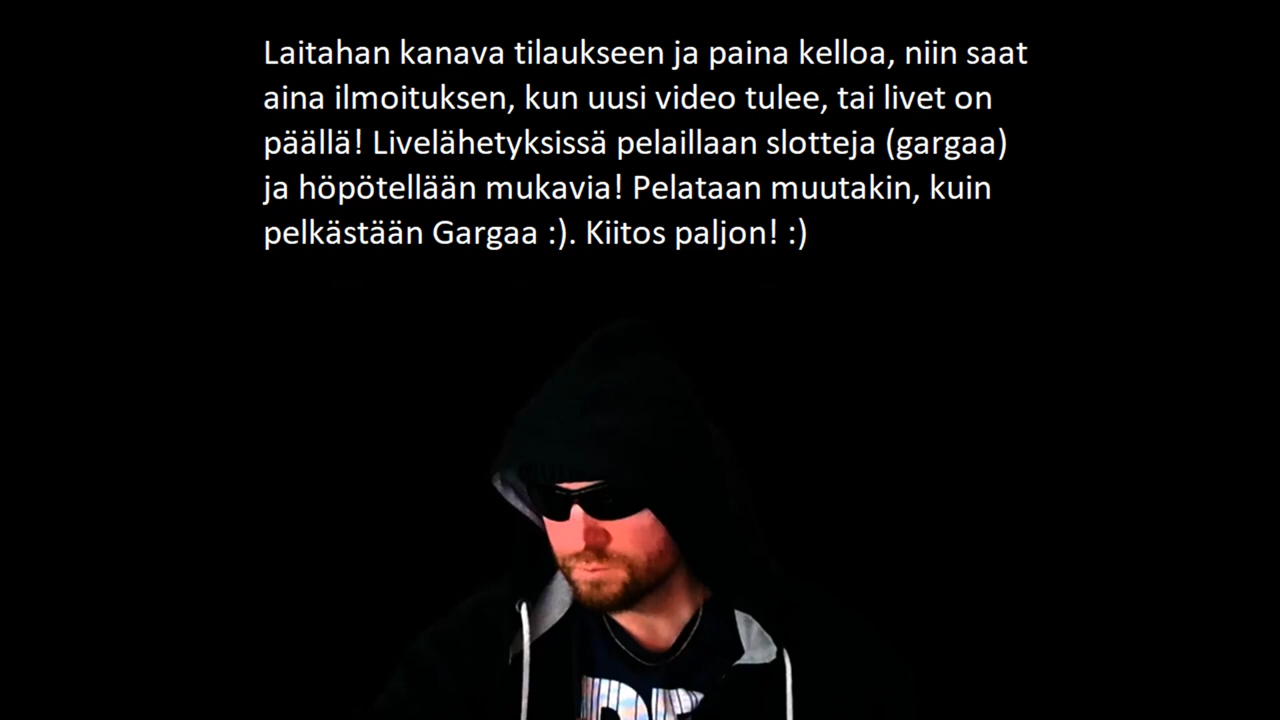 Laitahan kanava tilaukseen ja paina kelloa, niin saat
aina ilmoituksen, kun uusi video tulee, tai livet on
päällä! Livelähetyksissä pelaillaan slotteja (gargaa)
ja höpötellään mukavia! Pelataan muutakin, kuin
pelkästään Gargaa :). Kiitos paljon! :)